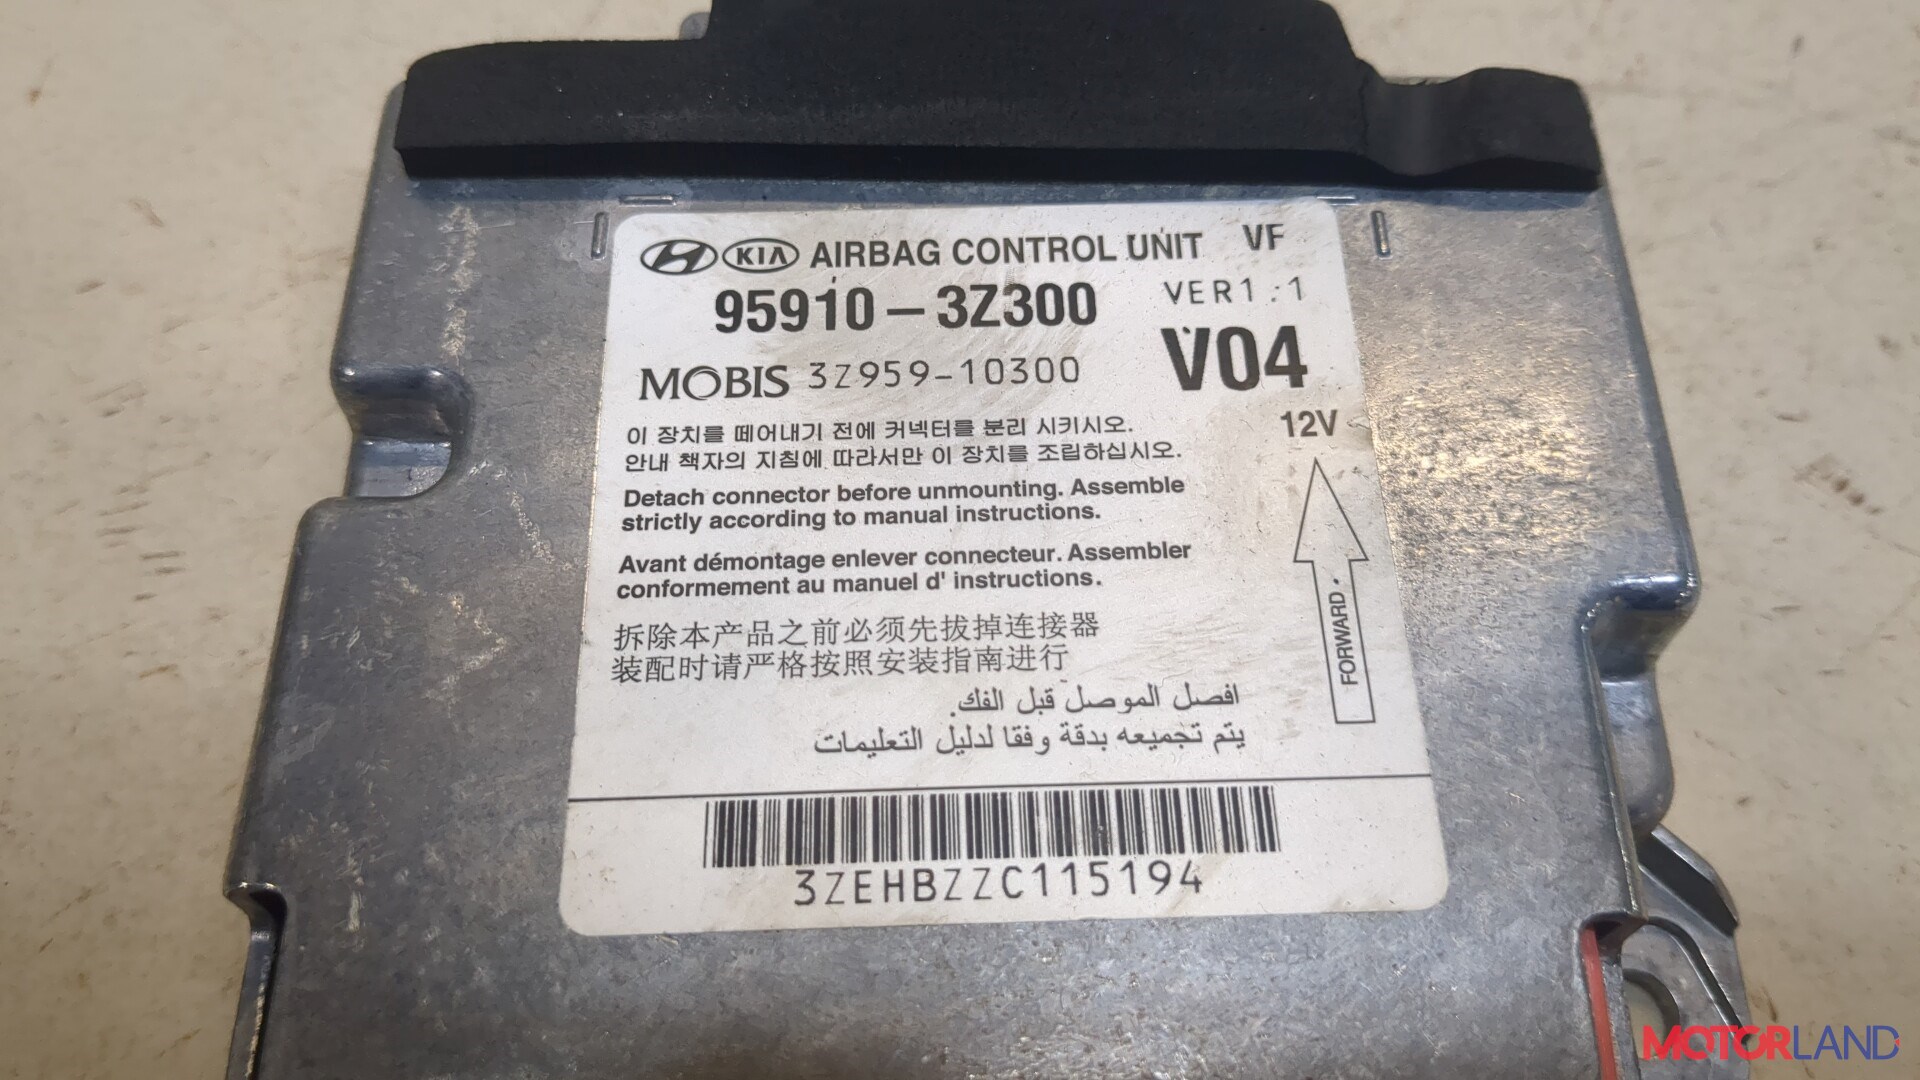 KIA AIRBAG CONTROL UNIT VF
95910-3Z300 VER1.1
MOBIS 3Z959-10300 V04
12V
이 장치를 떼어내기 전에 커넥터를 분리 시키시오.
안내 책자의 지침에 따라서만 이 장치를 조립하십시오.
Detach connector before unmounting. Assemble
strictly according to manual instructions.
Avant démontage enlever connecteur. Assembler
conformement au manuel d' instructions.
FORWARD
拆除本产品之前必须先拔掉连接器
装配时请严格按照安装指南进行
افصل الموصل قبل الفك.
يتم تجميعه بدقة وفقا لدليل التعليمات
3ZEHBZZC115194
MOTORLAND